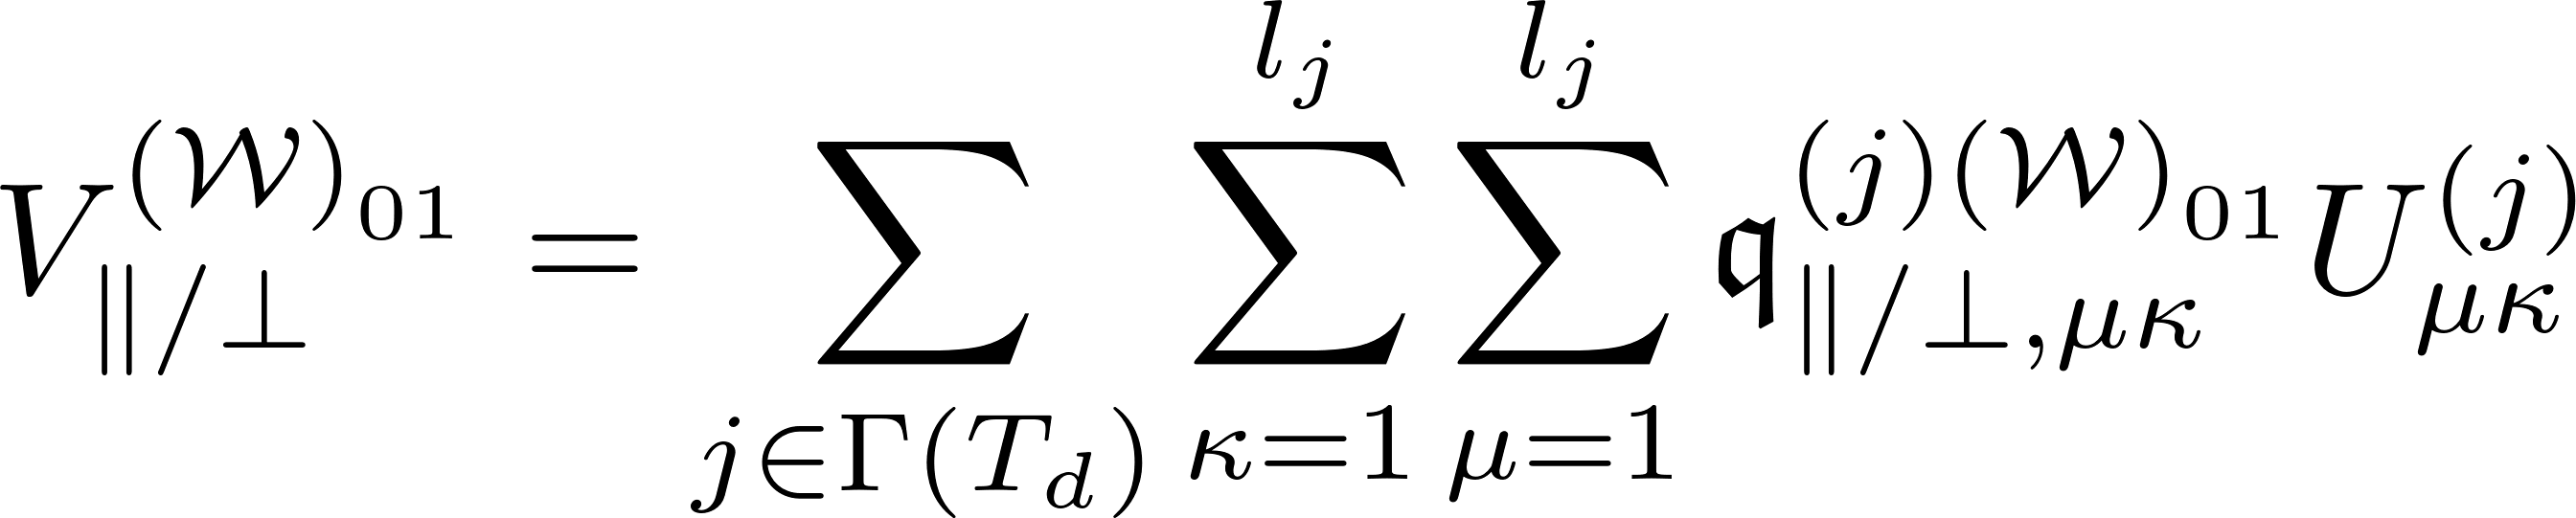 $V_{\parallel/\perp}^{(\mathcal{W})_{01}} = \sum_{j \in \Gamma(T_d)} \sum_{\kappa=1}^{l_j} \sum_{\mu=1}^{l_j} \mathfrak{q}_{\parallel/\perp,\mu\kappa}^{(j)(\mathcal{W})_{01}} U_{\mu\kappa}^{(j)}$